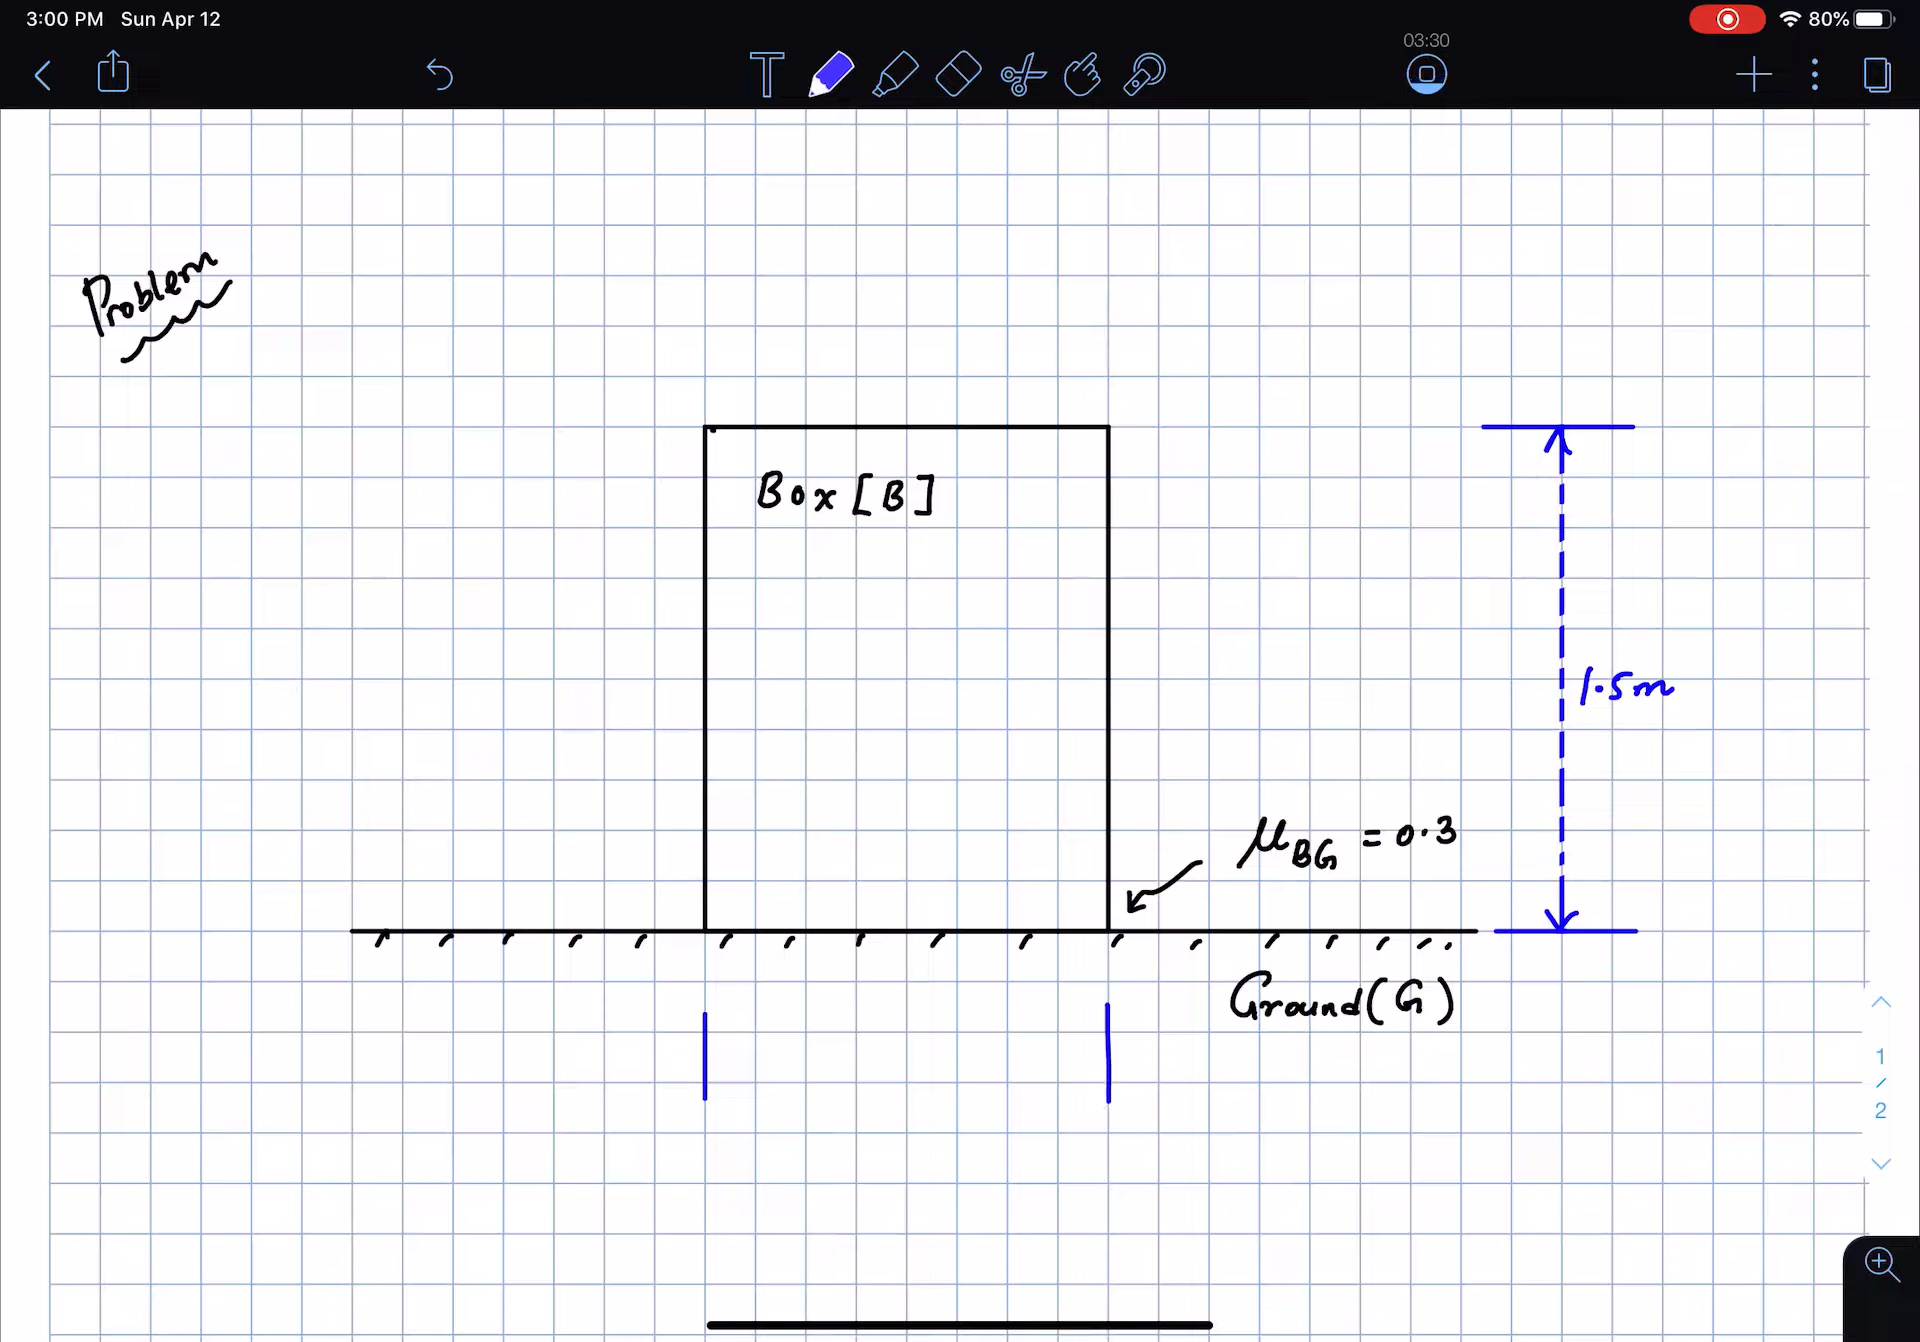 3:00 PM Sun Apr 12
80%
03:30
T
Problem
Box [B]
1.5m
μBG = 0.3
Ground (G)
1
/
2